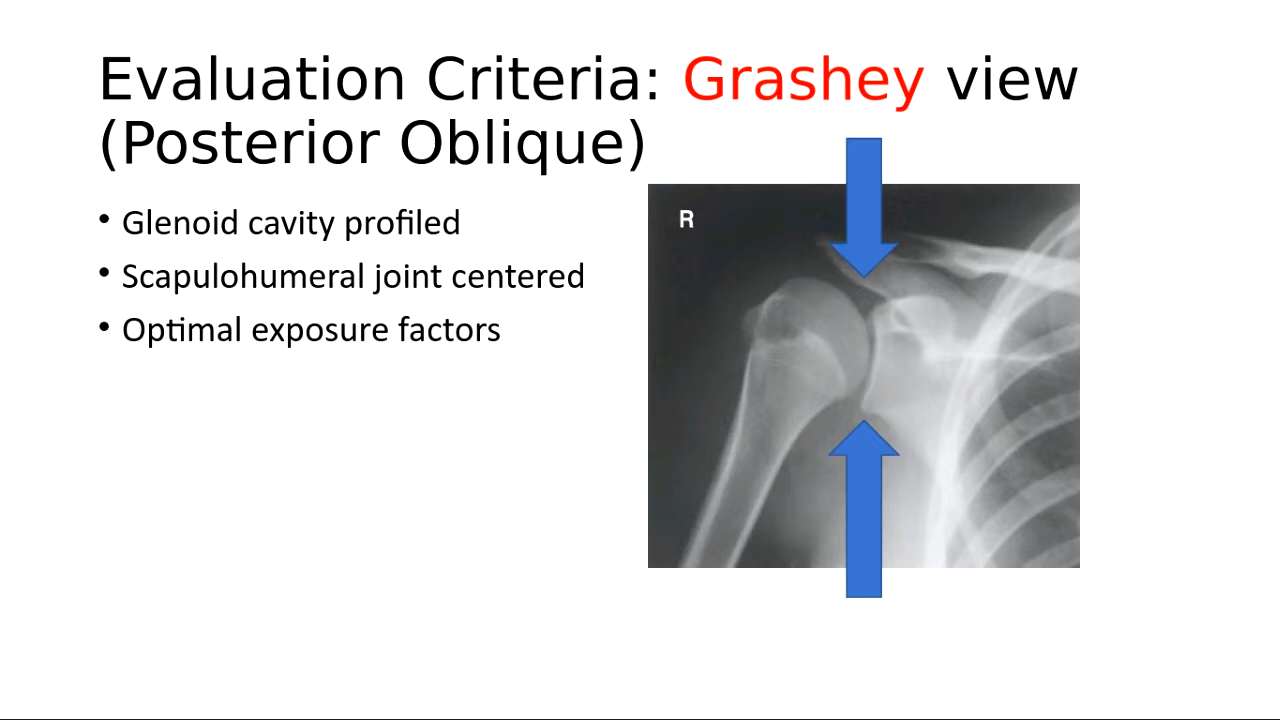 Evaluation Criteria: Grashey view
(Posterior Oblique)
• Glenoid cavity profiled
• Scapulohumeral joint centered
• Optimal exposure factors
R